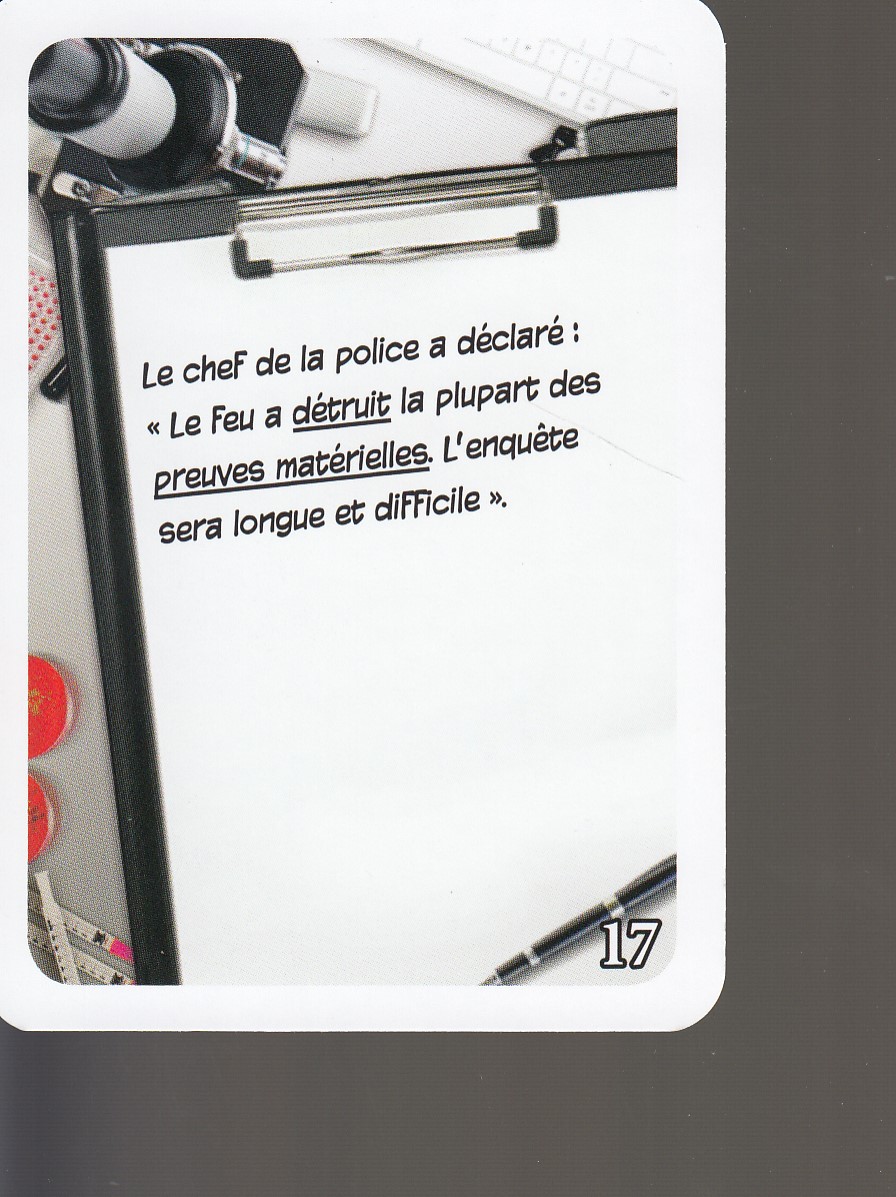 Le chef de la police a déclaré :
« Le feu a détruit la plupart des
preuves matérielles. L'enquête
sera longue et difficile ».
17